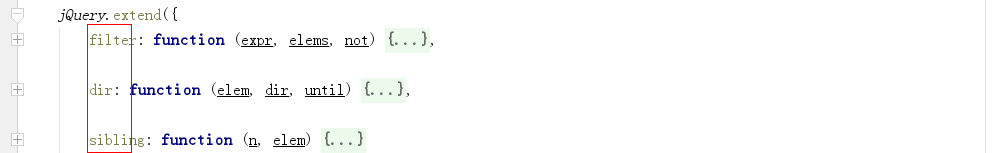 jQuery.extend({
filter: function (expr, elems, not) {...},
dir: function (elem, dir, until) {...},
sibling: function (n, elem) {...}